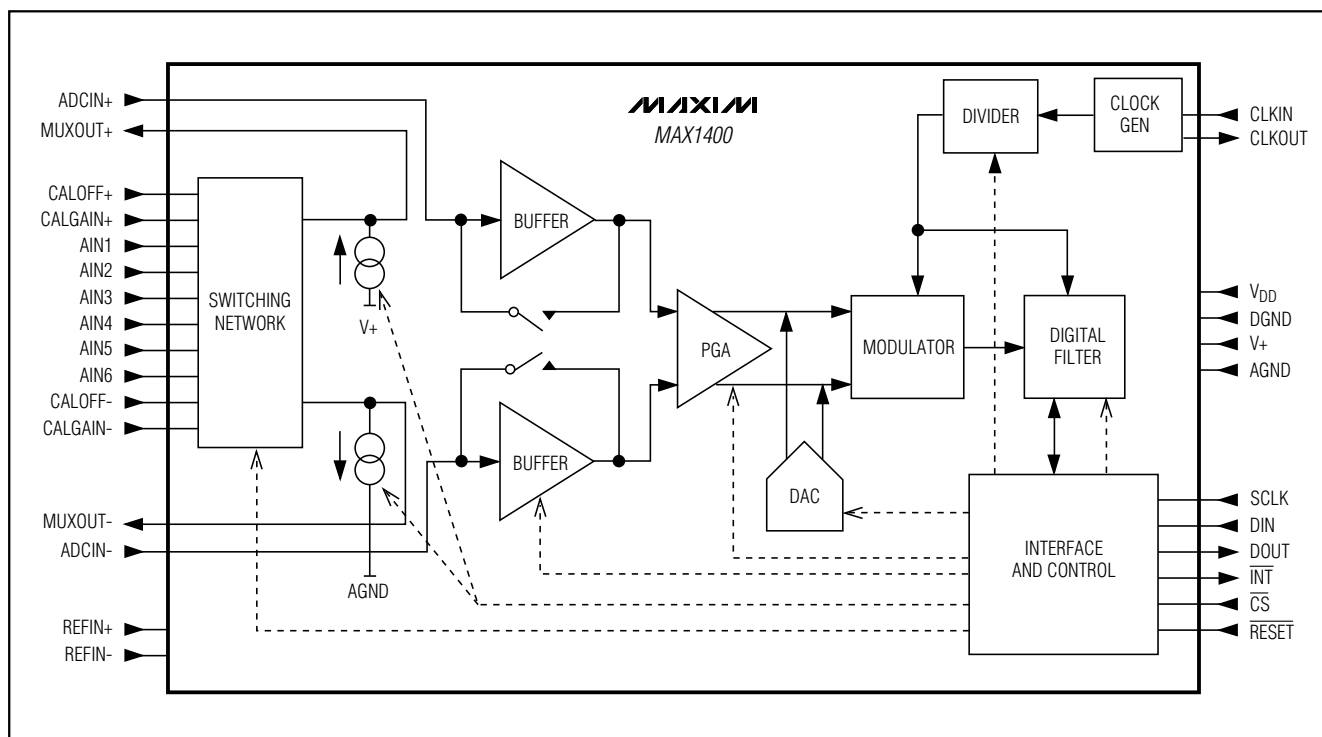 MAXIM
MAX1400
ADCIN+
MUXOUT+
CALOFF+
CALGAIN+
AIN1
AIN2
AIN3
AIN4
AIN5
AIN6
CALOFF-
CALGAIN-
MUXOUT-
ADCIN-
REFIN+
REFIN-
SWITCHING
NETWORK
V+
AGND
BUFFER
BUFFER
PGA
DAC
MODULATOR
DIVIDER
CLOCK
GEN
DIGITAL
FILTER
INTERFACE
AND CONTROL
CLKIN
CLKOUT
VDD
DGND
V+
AGND
SCLK
DIN
DOUT
INT
CS
RESET